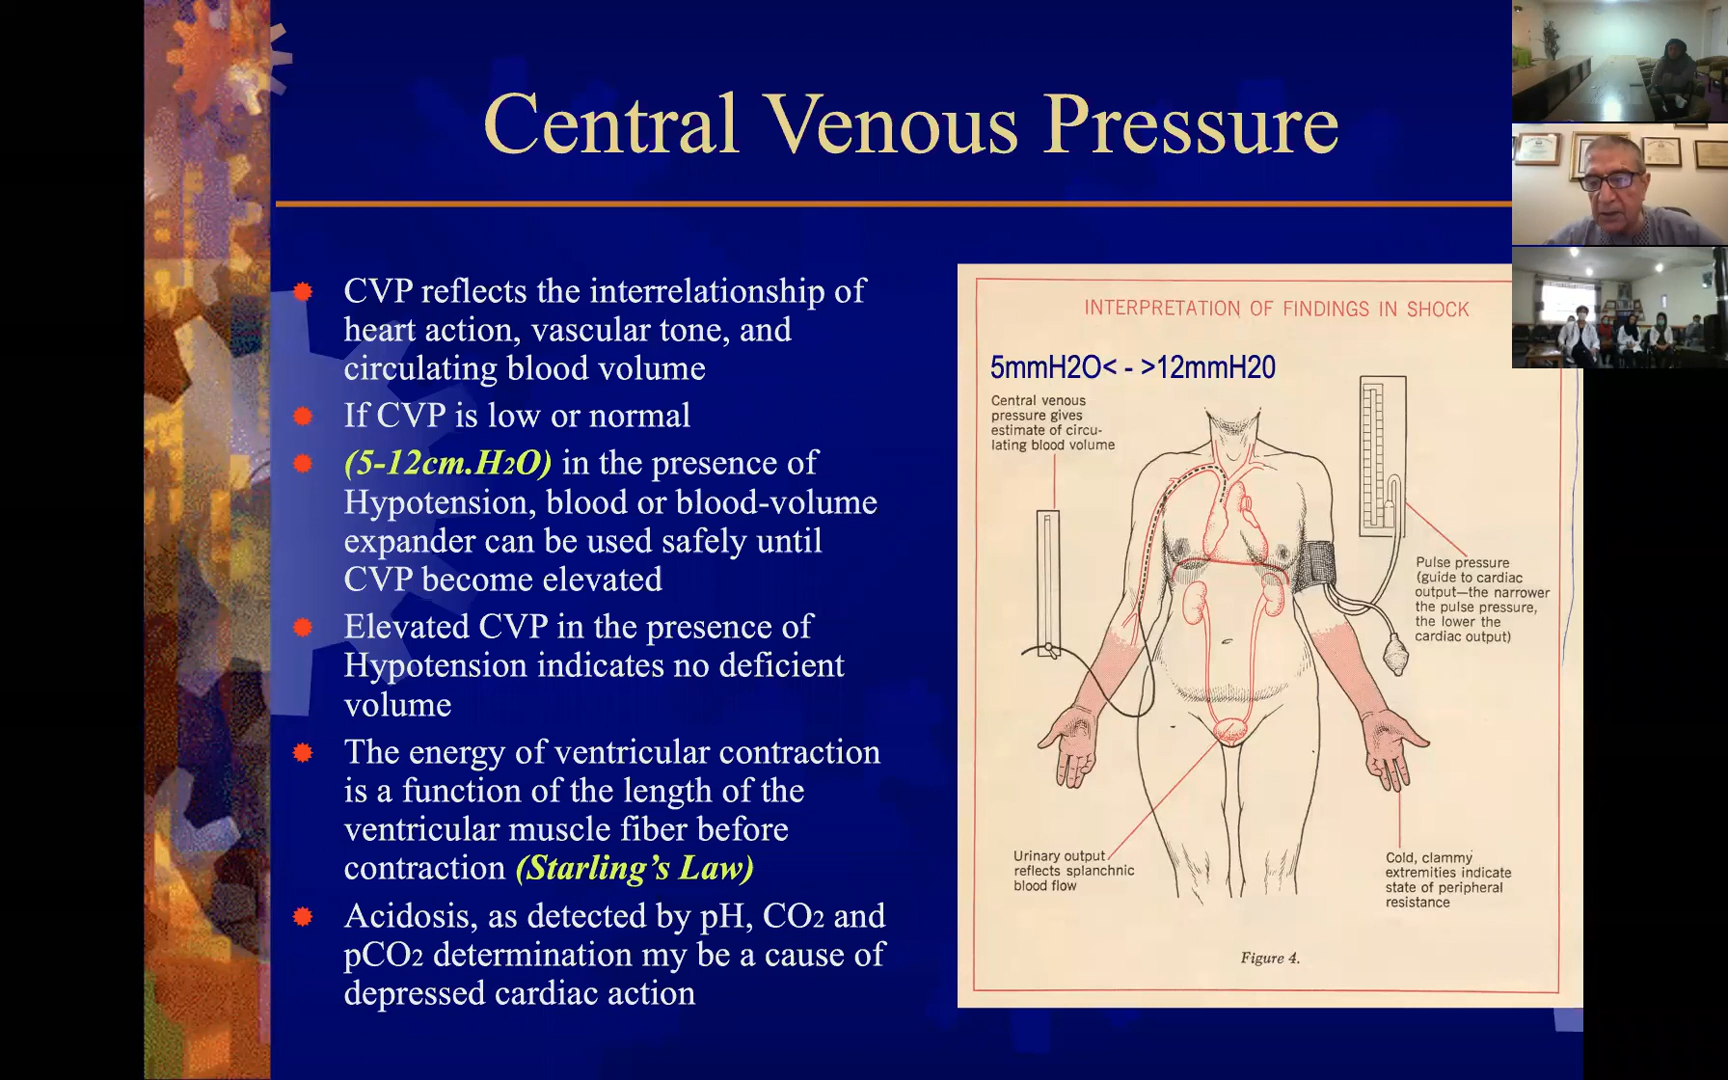 Central Venous Pressure
CVP reflects the interrelationship of
heart action, vascular tone, and
circulating blood volume
If CVP is low or normal
(5-12cm.H2O) in the presence of
Hypotension, blood or blood-volume
expander can be used safely until
CVP become elevated
Elevated CVP in the presence of
Hypotension indicates no deficient
volume
The energy of ventricular contraction
is a function of the length of the
ventricular muscle fiber before
contraction (Starling's Law)
Acidosis, as detected by pH, CO2 and
pCO2 determination my be a cause of
depressed cardiac action
INTERPRETATION OF FINDINGS IN SHOCK
5mmH2O< - >12mmH20
Central venous
pressure gives
estimate of circu-
lating blood volume
Pulse pressure
(guide to cardiac
output—the narrower
the pulse pressure,
the lower the
cardiac output)
Urinary output
reflects splanchnic
blood flow
Cold, clammy
extremities indicate
state of peripheral
resistance
Figure 4.